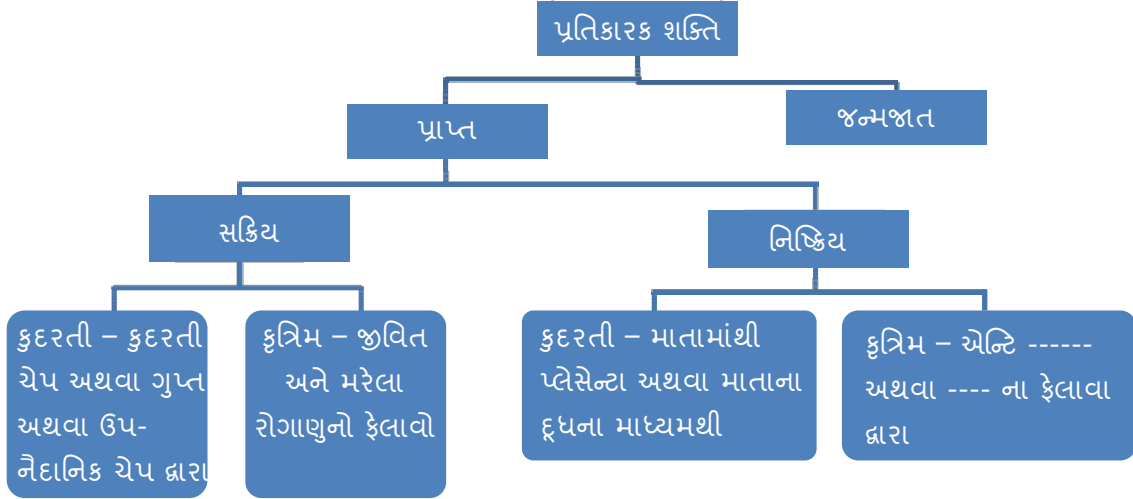 પ્રતિકારક શક્તિ
પ્રાપ્ત
જન્મજાત
સક્રિય
નિષ્ક્રિય
કુદરતી – કુદરતી
ચેપ અથવા ગુપ્ત
અથવા ઉપ-
નૈદાનિક ચેપ દ્વારા
કૃત્રિમ – જીવિત
અને મરેલા
રોગાણુનો ફેલાવો
કુદરતી – માતામાંથી
પ્લેસેન્ટા અથવા માતાના
દૂધના માધ્યમથી
કૃત્રિમ – એન્ટિ ------
અથવા ---- ના ફેલાવા
દ્વારા